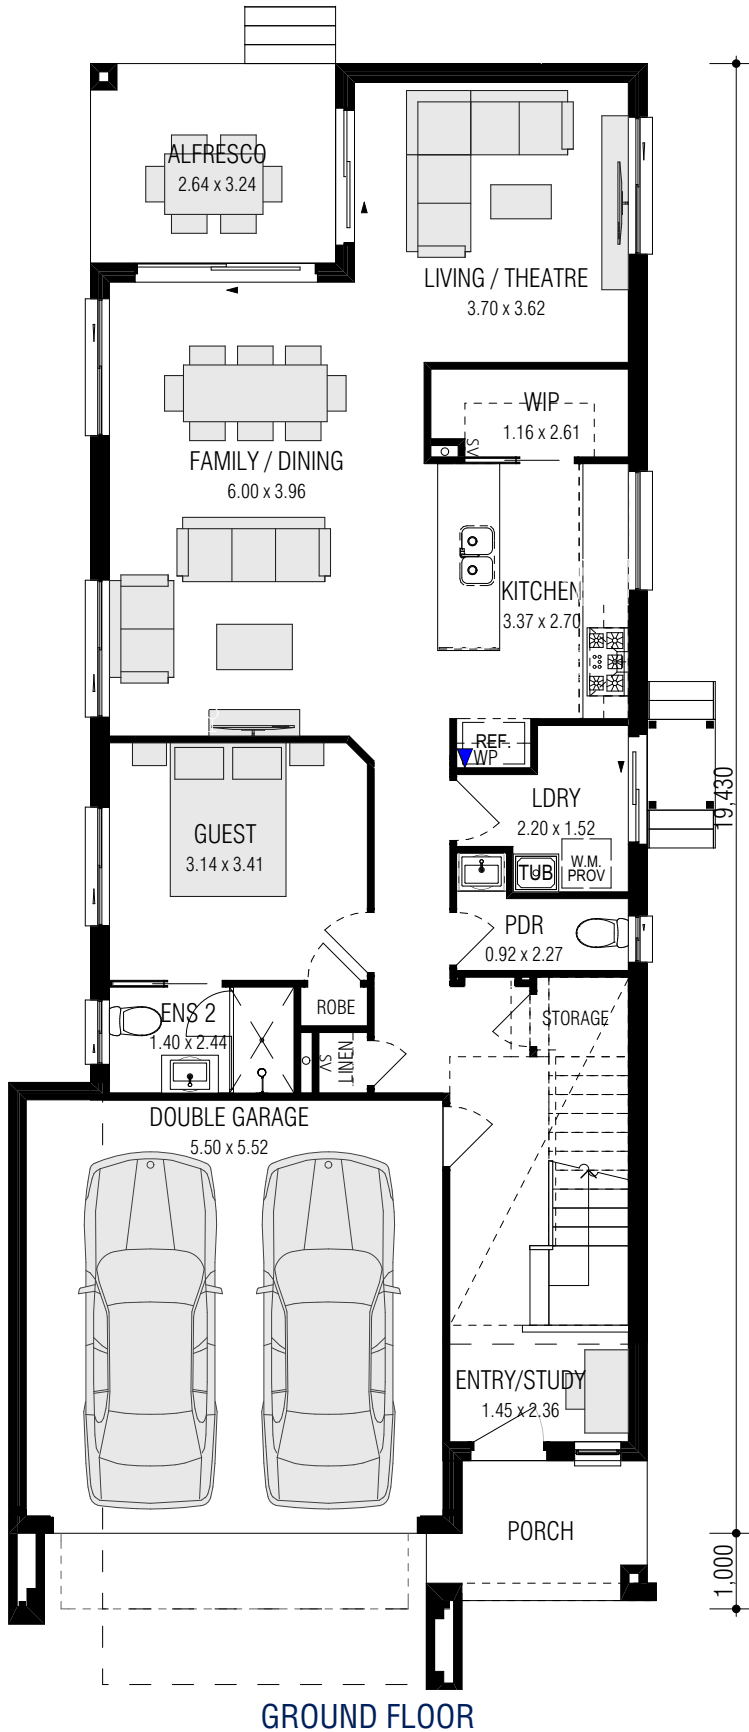 ALFRESCO
2.64 x 3.24
LIVING / THEATRE
3.70 x 3.62
WIP
1.16 x 2.61
SV
FAMILY / DINING
6.00 x 3.96
KITCHEN
3.37 x 2.70
REF.
WP
LDRY
2.20 x 1.52
19,430
GUEST
3.14 x 3.41
W.M.
PROV
TUB
PDR
0.92 x 2.27
ROBE
ENS 2
1.40 x 2.44
STORAGE
SV
LINEN
DOUBLE GARAGE
5.50 x 5.52
ENTRY/STUDY
1.45 x 2.36
PORCH
1,000
GROUND FLOOR